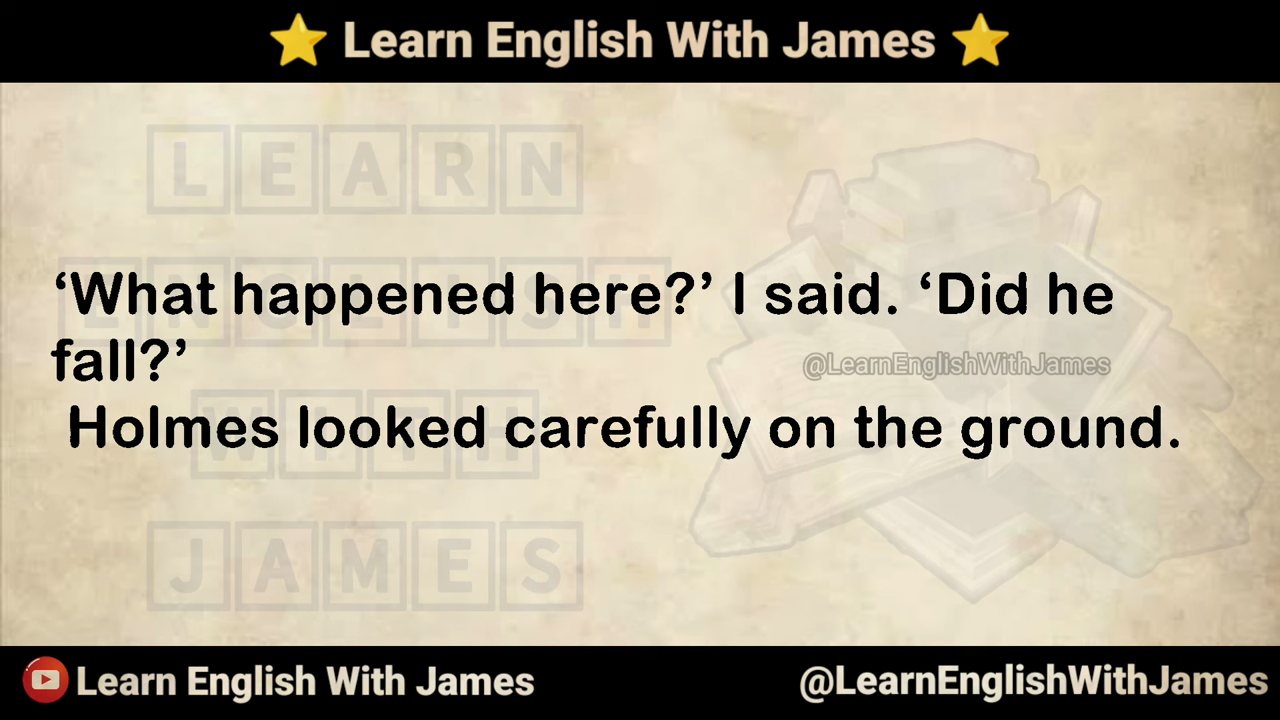 ⭐ Learn English With James ⭐
LEARN
‘What happened here?’ I said. ‘Did he
ENGLISH
fall?’
@LearnEnglishWithJames
Holmes looked carefully on the ground.
WITH
JAMES
Learn English With James
@LearnEnglishWithJames